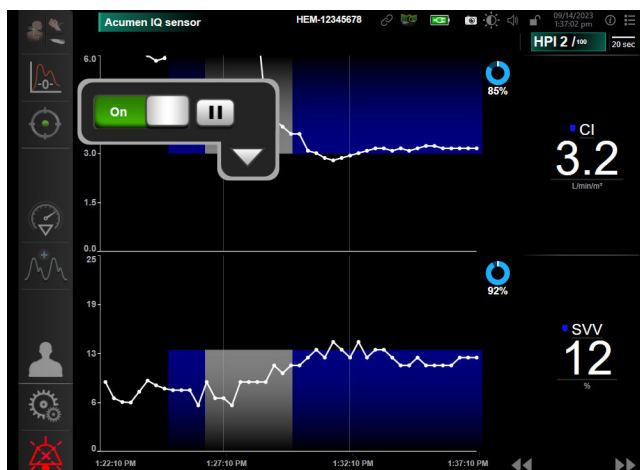 Acumen IQ sensor
HEM-12345678
09/14/2023
1:37:02 pm
HPI 2 /100
20 sec
-0-
6.0
On
85%
CI
3.2
L/min/m²
3.0
1.5
0.0
25
92%
19
SVV
12
%
13
6
0
1:22:10 PM
1:27:10 PM
1:32:10 PM
1:37:10 PM